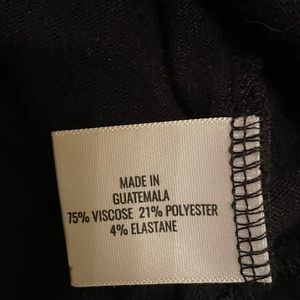 MADE IN
GUATEMALA
75% VISCOSE 21% POLYESTER
4% ELASTANE